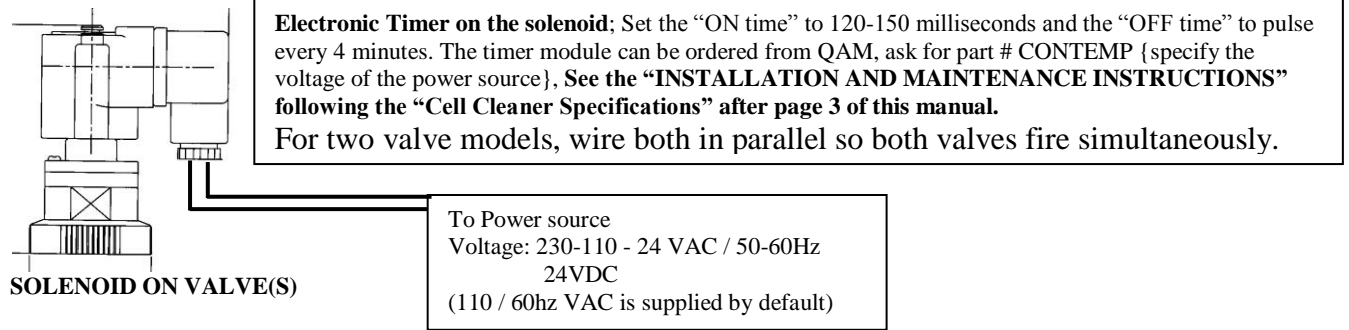 Electronic Timer on the solenoid; Set the “ON time” to 120-150 milliseconds and the “OFF time” to pulse
every 4 minutes. The timer module can be ordered from QAM, ask for part # CONTEMP {specify the
voltage of the power source}, See the “INSTALLATION AND MAINTENANCE INSTRUCTIONS”
following the “Cell Cleaner Specifications” after page 3 of this manual.
For two valve models, wire both in parallel so both valves fire simultaneously.
To Power source
Voltage: 230-110 - 24 VAC / 50-60Hz
24VDC
(110 / 60hz VAC is supplied by default)
SOLENOID ON VALVE(S)